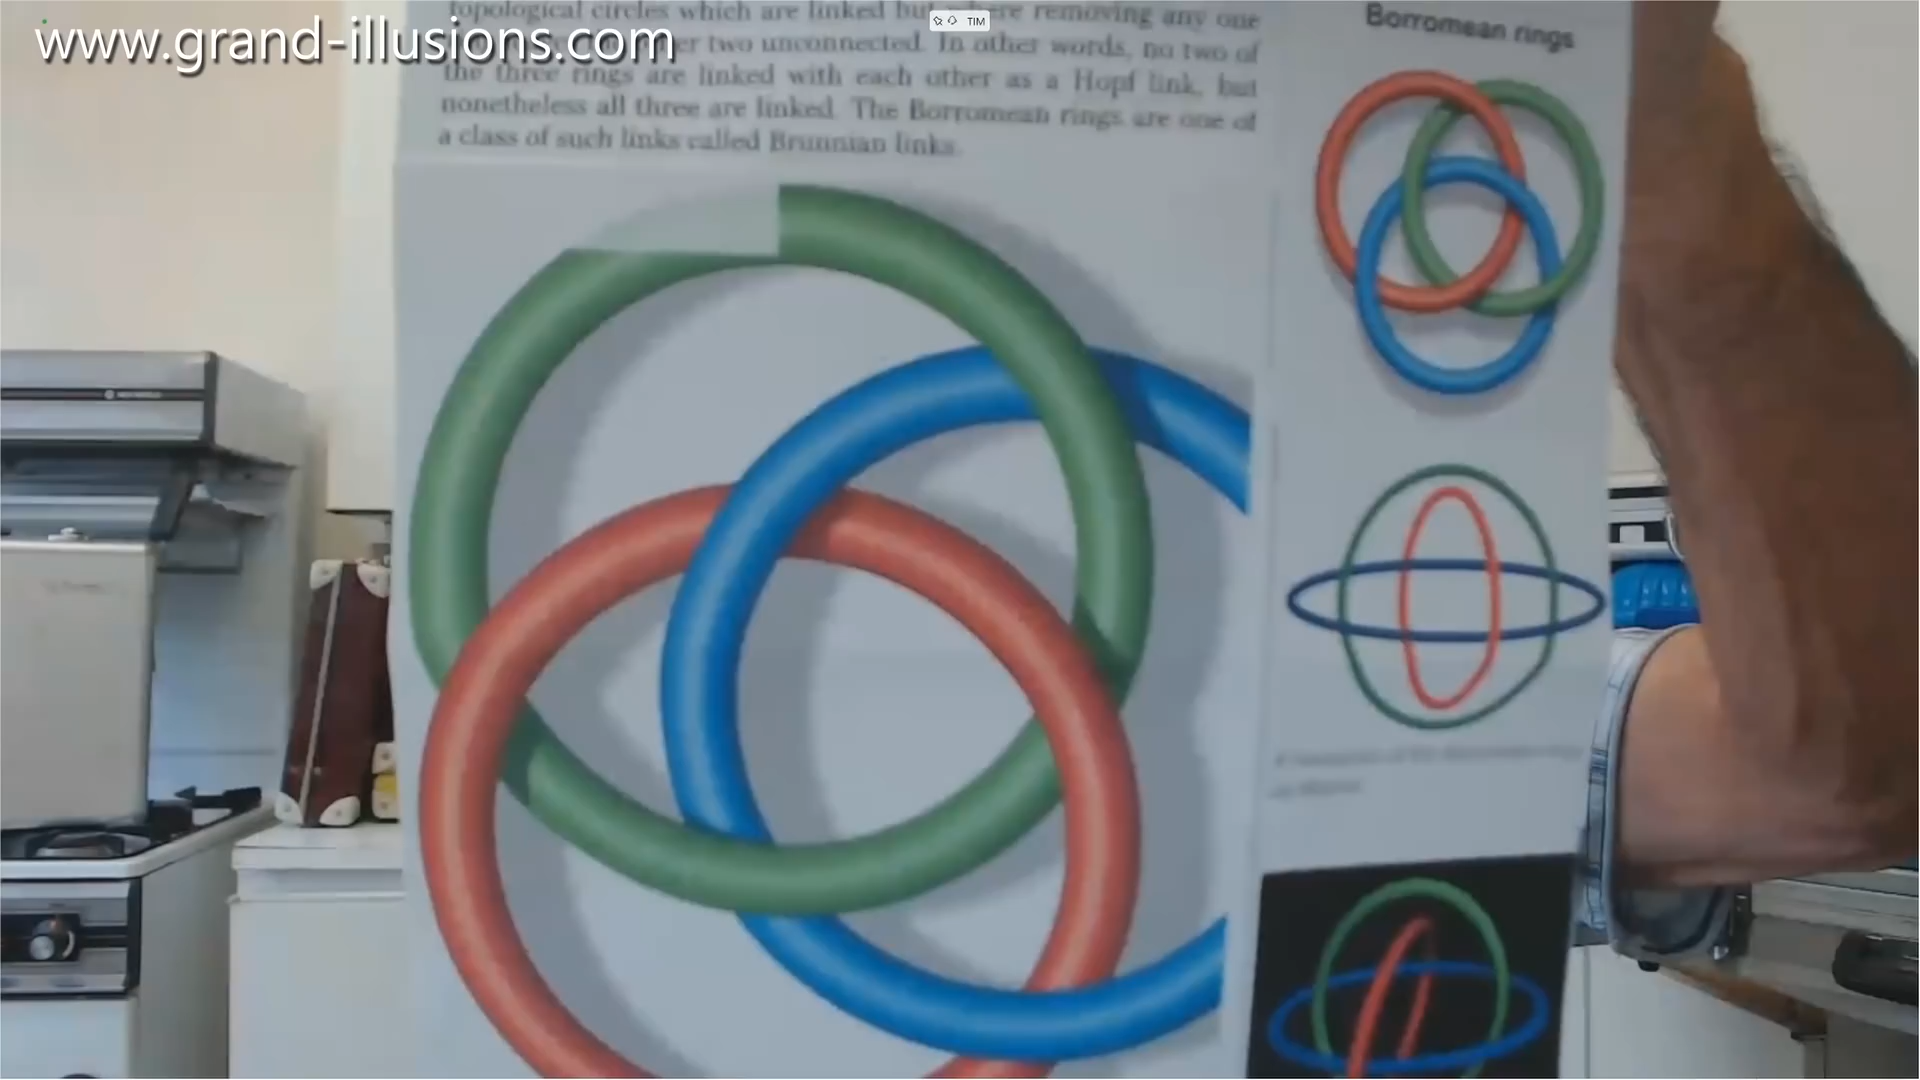 www.grand-illusions.com
TIM
topological circles which are linked but where removing any one
er two unconnected. In other words, no two of
the three rings are linked with each other as a Hopf link, but
nonetheless all three are linked. The Borromean rings are one of
a class of such links called Brunnian links.
Borromean rings